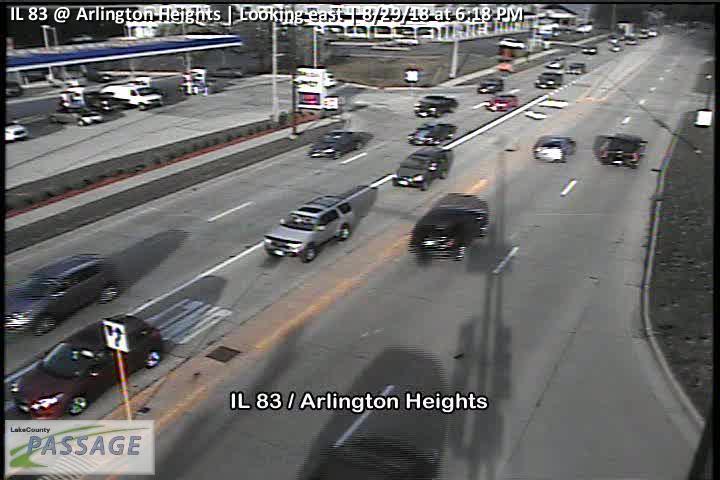 IL 83 @ Arlington Heights | Looking east | 8/29/18 at 6:18 PM
IL 83 / Arlington Heights
LakeCounty
PASSAGE